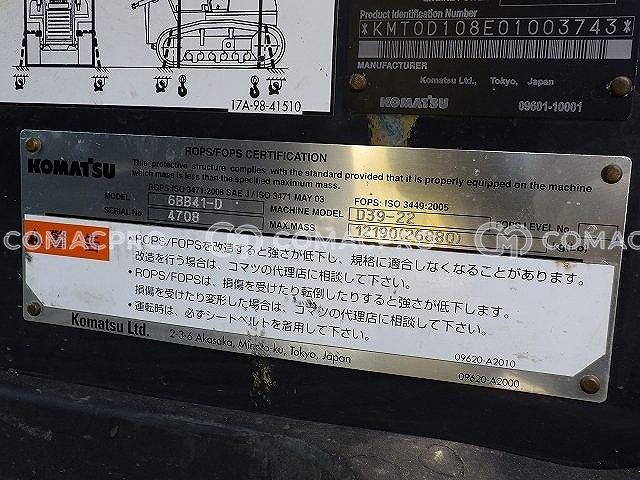 17A-98-41510
Product Identification Number
*KMT0D108E01003743*
MANUFACTURER
Komatsu Ltd., Tokyo, Japan
KOMATSU
09601-10001
KOMATSU
ROPS/FOPS CERTIFICATION
This protective structure complies with the standard provided that it is properly equipped on the machine
which mass is less than the specified maximum mass.
ROPS: ISO 3471:2008 SAE J / ISO 3471 MAY 03
FOPS: ISO 3449:2005
MODEL 6BB41-D
MACHINE MODEL D39-22
SERIAL No. 4708
MAX.MASS 12190(26880)
LEVEL No.
COMACPRO
・ROPS/FOPSを改造すると強さが低下し、規格に適合しなくなることがあります。
改造を行う場合は、コマツの代理店に相談して下さい。
・ROPS/FOPSは、損傷を受けたり転倒したりすると強さが低下します。
損傷を受けたり変形した場合は、コマツの代理店に相談して下さい。
・運転時は、必ずシートベルトを着用して下さい。
09620-A2010
Komatsu Ltd.
2-3-6 Akasaka, Minato-ku, Tokyo, Japan
09620-A2000